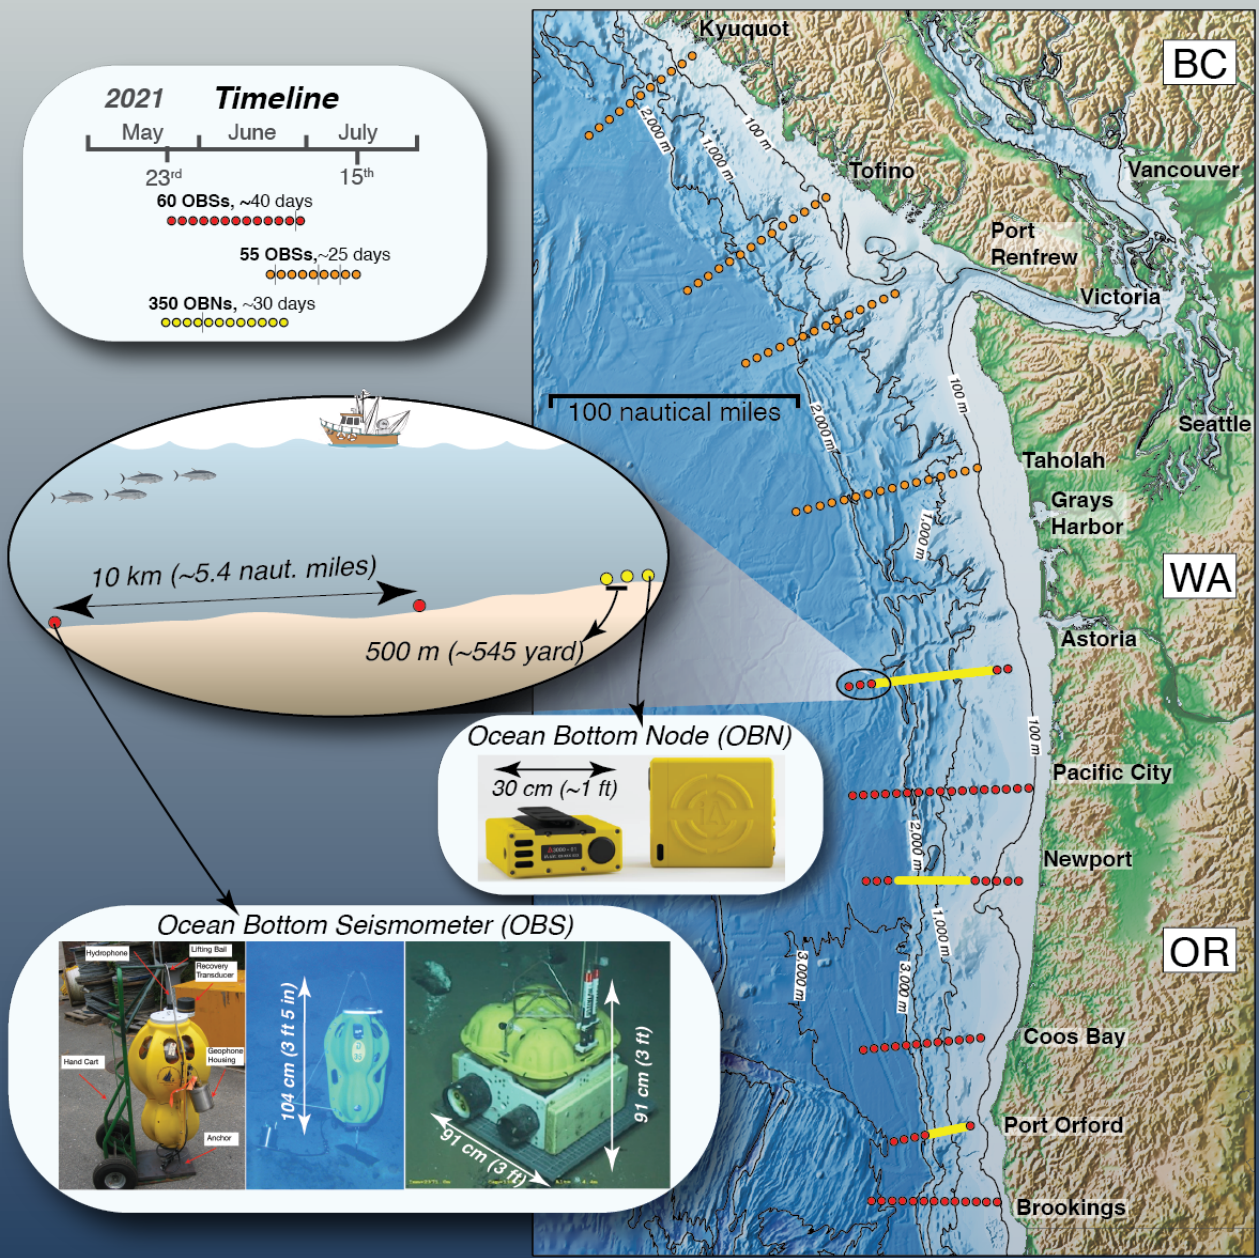 2021 Timeline
May June July
23rd 15th
60 OBSs, ~40 days
55 OBSs,~25 days
350 OBNs, ~30 days
10 km (~5.4 naut. miles)
500 m (~545 yard)
Ocean Bottom Node (OBN)
30 cm (~1 ft)
Ocean Bottom Seismometer (OBS)
Hydrophone
Lifting Ball
Recovery
Transducer
Hand Cart
Geophone
Housing
Anchor
104 cm (3 ft 5 in)
91 cm (3 ft)
91 cm (3 ft)
Kyuquot
BC
2,000 m
1,000 m
100 m
Tofino
Vancouver
Port
Renfrew
Victoria
100 nautical miles
2,000 m
100 m
Seattle
Taholah
Grays
Harbor
1,000 m
WA
Astoria
100 m
Pacific City
2,000 m
Newport
1,000 m
OR
3,000 m
3,000 m
Coos Bay
Port Orford
Brookings